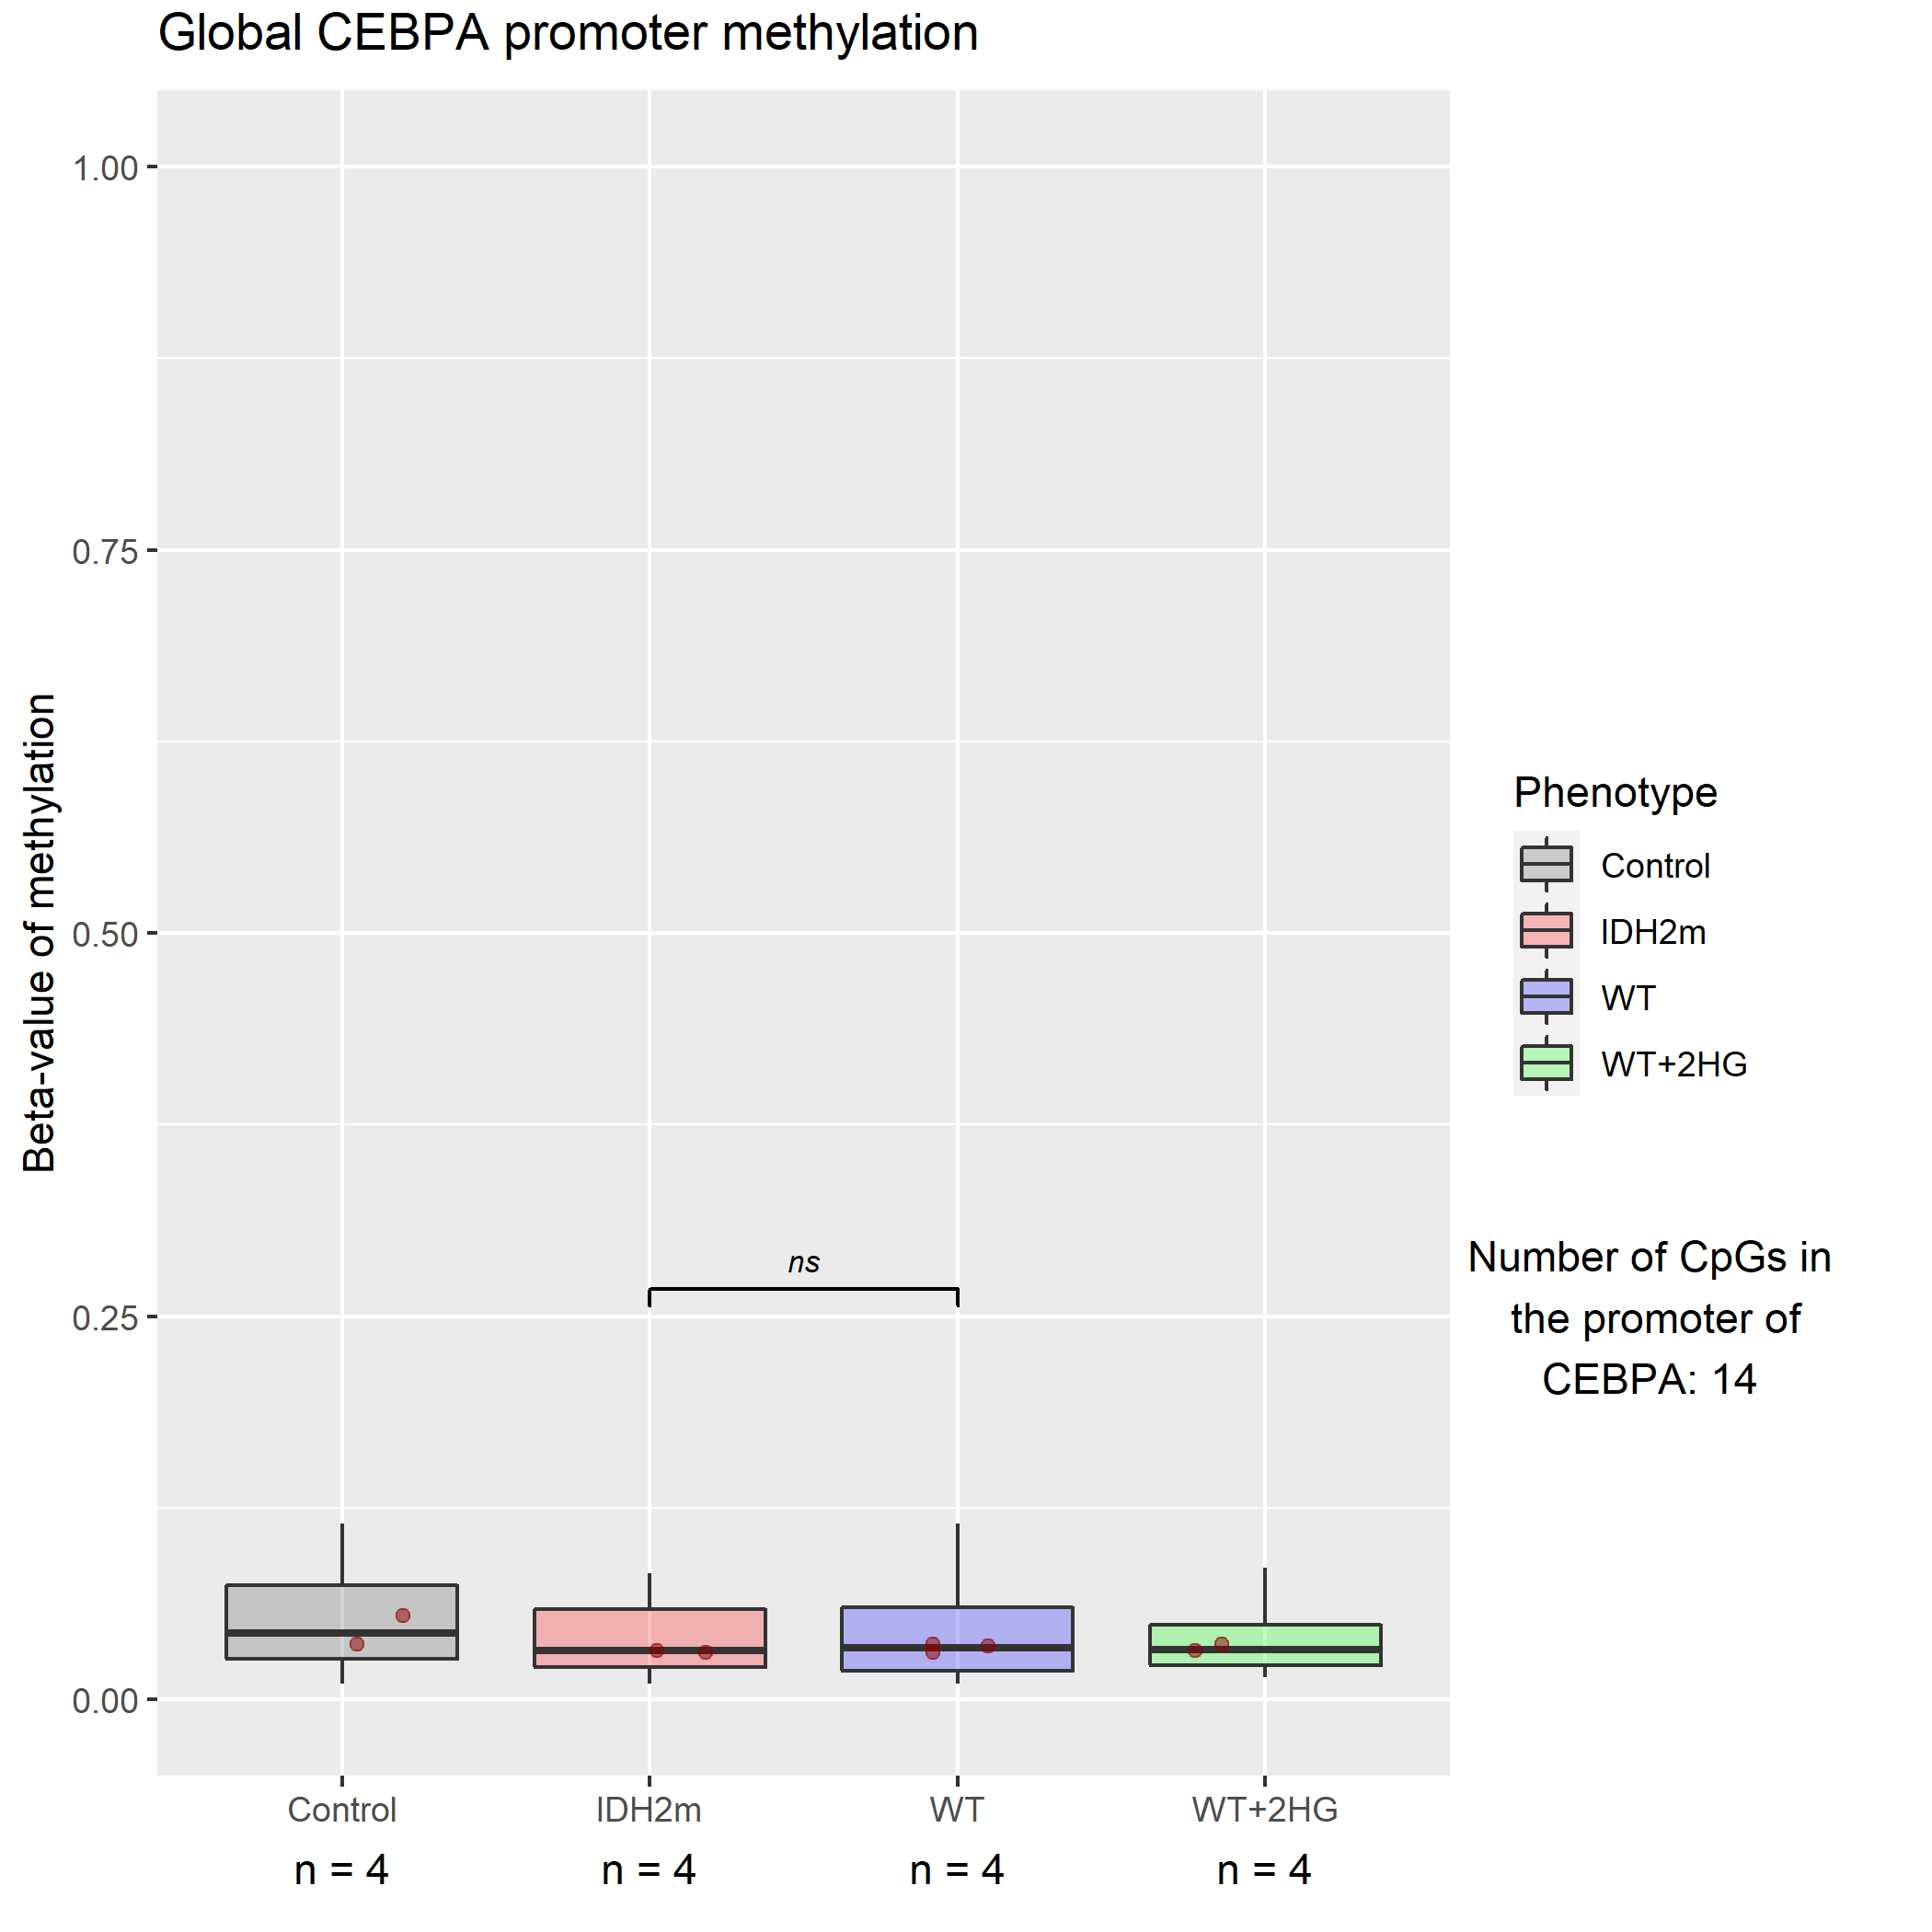 Global CEBPA promoter methylation
Beta-value of methylation
1.00
0.75
0.50
0.25
0.00
ns
Control
IDH2m
WT
WT+2HG
n = 4
n = 4
n = 4
n = 4
Phenotype
Control
IDH2m
WT
WT+2HG
Number of CpGs in
the promoter of
CEBPA: 14